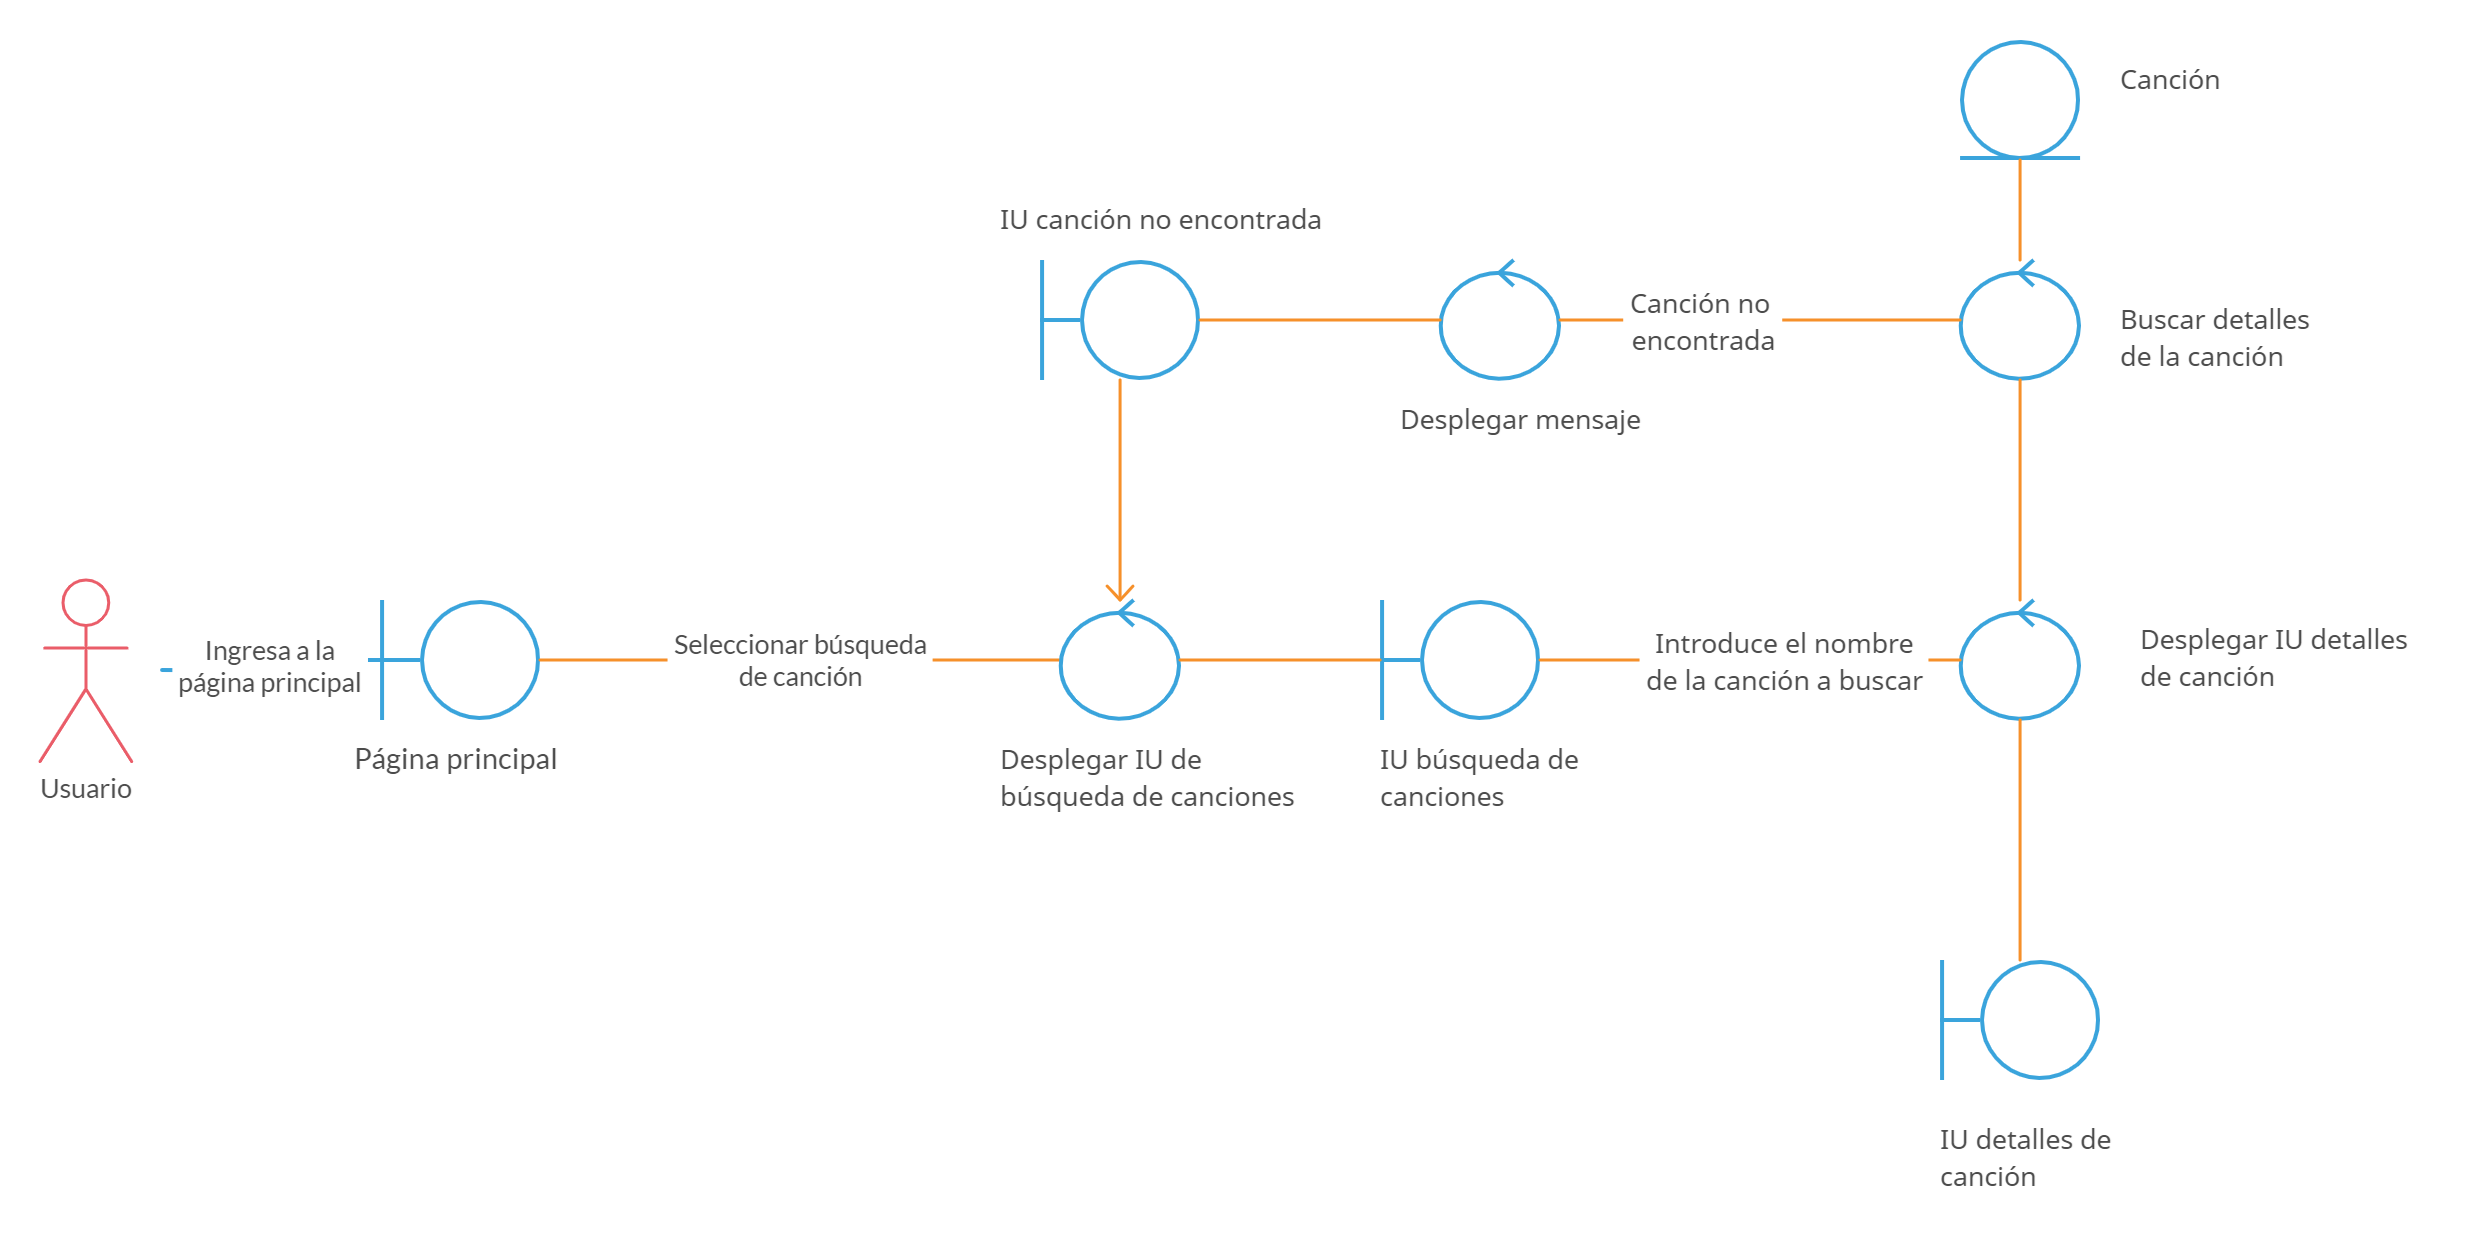 Canción
IU canción no encontrada
Canción no
encontrada
Buscar detalles
de la canción
Desplegar mensaje
Ingresa a la
página principal
Seleccionar búsqueda
de canción
Introduce el nombre
de la canción a buscar
Desplegar IU detalles
de canción
Usuario
Página principal
Desplegar IU de
búsqueda de canciones
IU búsqueda de
canciones
IU detalles de
canción